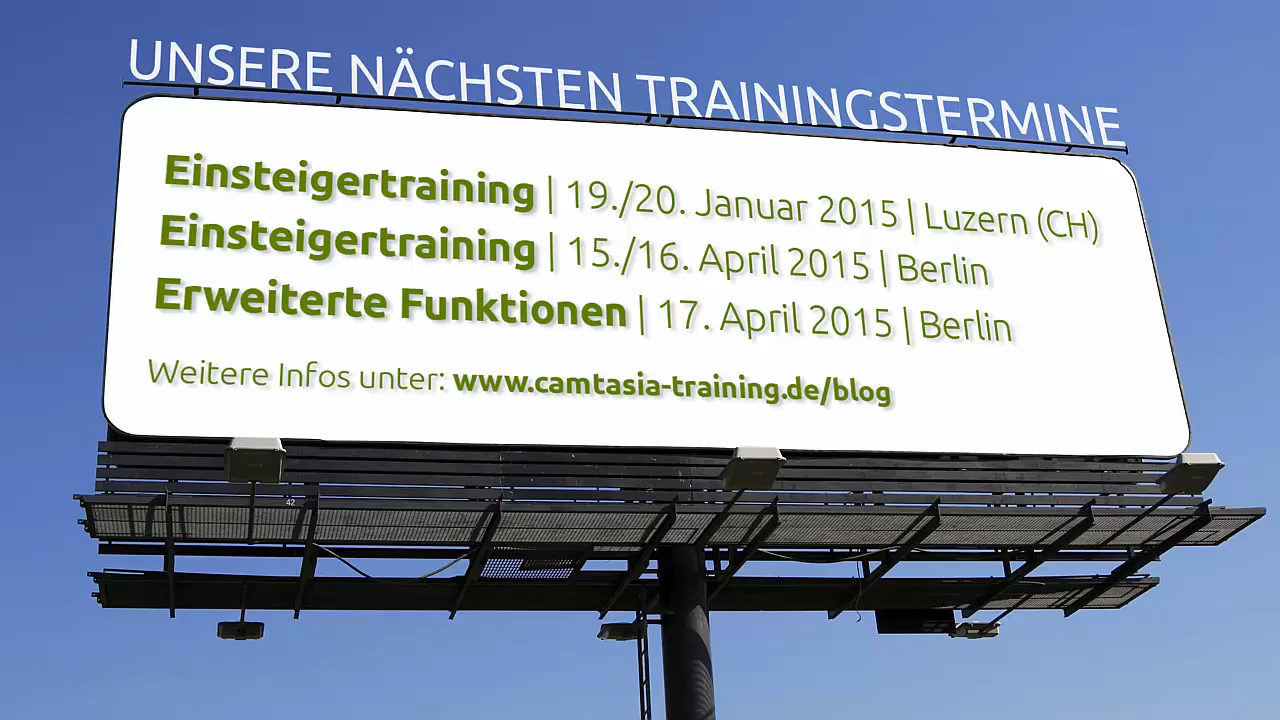 UNSERE NÄCHSTEN TRAININGSTERMINE
Einsteigertraining | 19./20. Januar 2015 | Luzern (CH)
Einsteigertraining | 15./16. April 2015 | Berlin
Erweiterte Funktionen | 17. April 2015 | Berlin
Weitere Infos unter: www.camtasia-training.de/blog
42